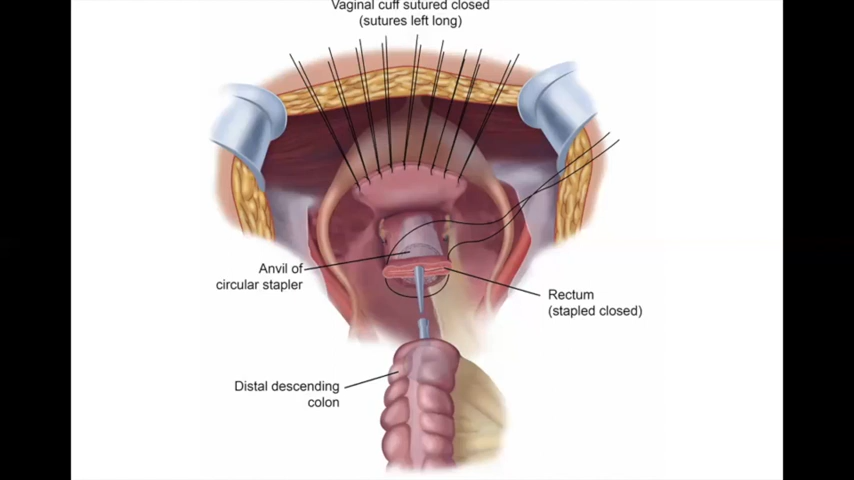 Vaginal cuff sutured closed
(sutures left long)
Anvil of
circular stapler
Rectum
(stapled closed)
Distal descending
colon